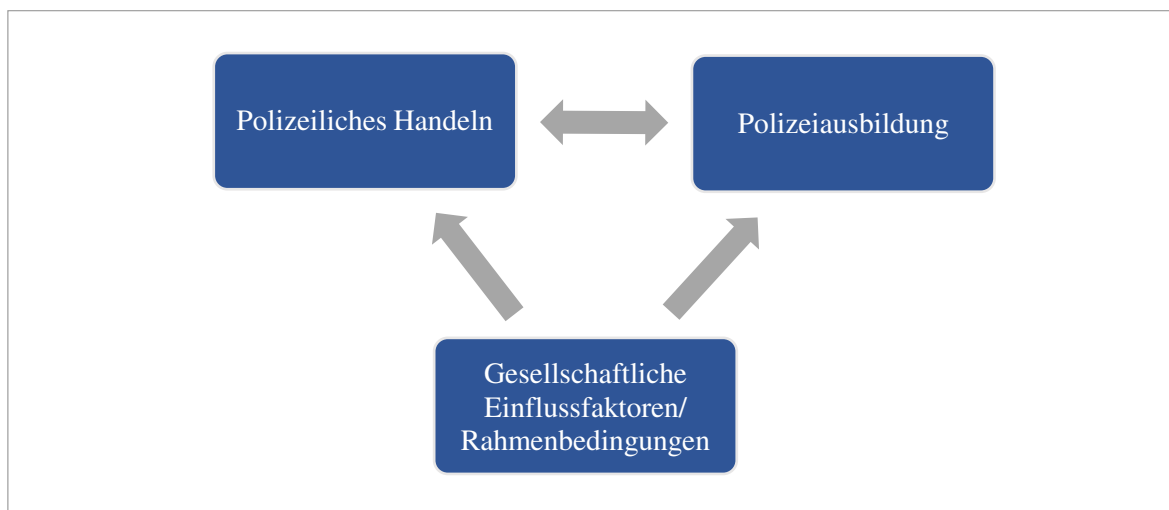 Polizeiliches Handeln
Polizeiausbildung
Gesellschaftliche
Einflussfaktoren/
Rahmenbedingungen